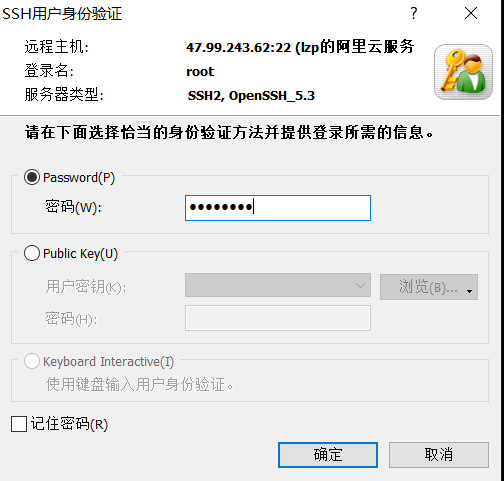 SSH用户身份验证
远程主机: 47.99.243.62:22 (lzp的阿里云服务
登录名: root
服务器类型: SSH2, OpenSSH_5.3
请在下面选择恰当的身份验证方法并提供登录所需的信息。
Password(P)
密码(W): ●●●●●●●●
Public Key(U)
用户密钥(K): 浏览(B)...
密码(H):
Keyboard Interactive(I)
使用键盘输入用户身份验证。
记住密码(R)
确定 取消